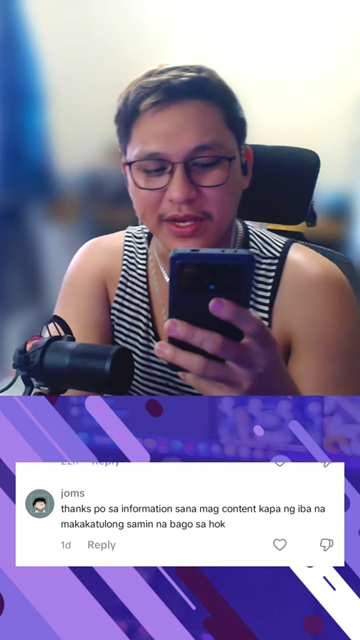 Reply
joms
thanks po sa information sana mag content kapa ng iba na
makakatulong samin na bago sa hok
1d Reply